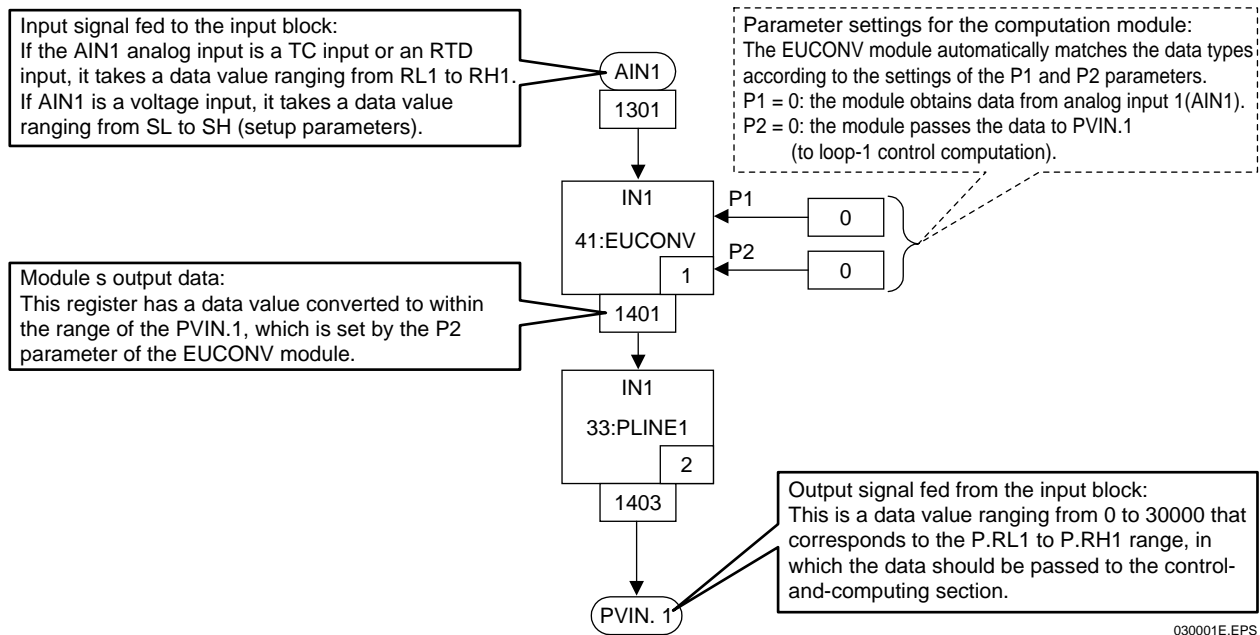 Input signal fed to the input block:
If the AIN1 analog input is a TC input or an RTD
input, it takes a data value ranging from RL1 to RH1.
If AIN1 is a voltage input, it takes a data value
ranging from SL to SH (setup parameters).
AIN1
1301
Parameter settings for the computation module:
The EUCONV module automatically matches the data types
according to the settings of the P1 and P2 parameters.
P1 = 0: the module obtains data from analog input 1(AIN1).
P2 = 0: the module passes the data to PVIN.1
(to loop-1 control computation).
IN1
P1
0
41:EUCONV
P2
1
0
Module s output data:
This register has a data value converted to within
the range of the PVIN.1, which is set by the P2
parameter of the EUCONV module.
1401
IN1
33:PLINE1
2
1403
Output signal fed from the input block:
This is a data value ranging from 0 to 30000 that
corresponds to the P.RL1 to P.RH1 range, in
which the data should be passed to the control-
and-computing section.
PVIN. 1
030001E.EPS